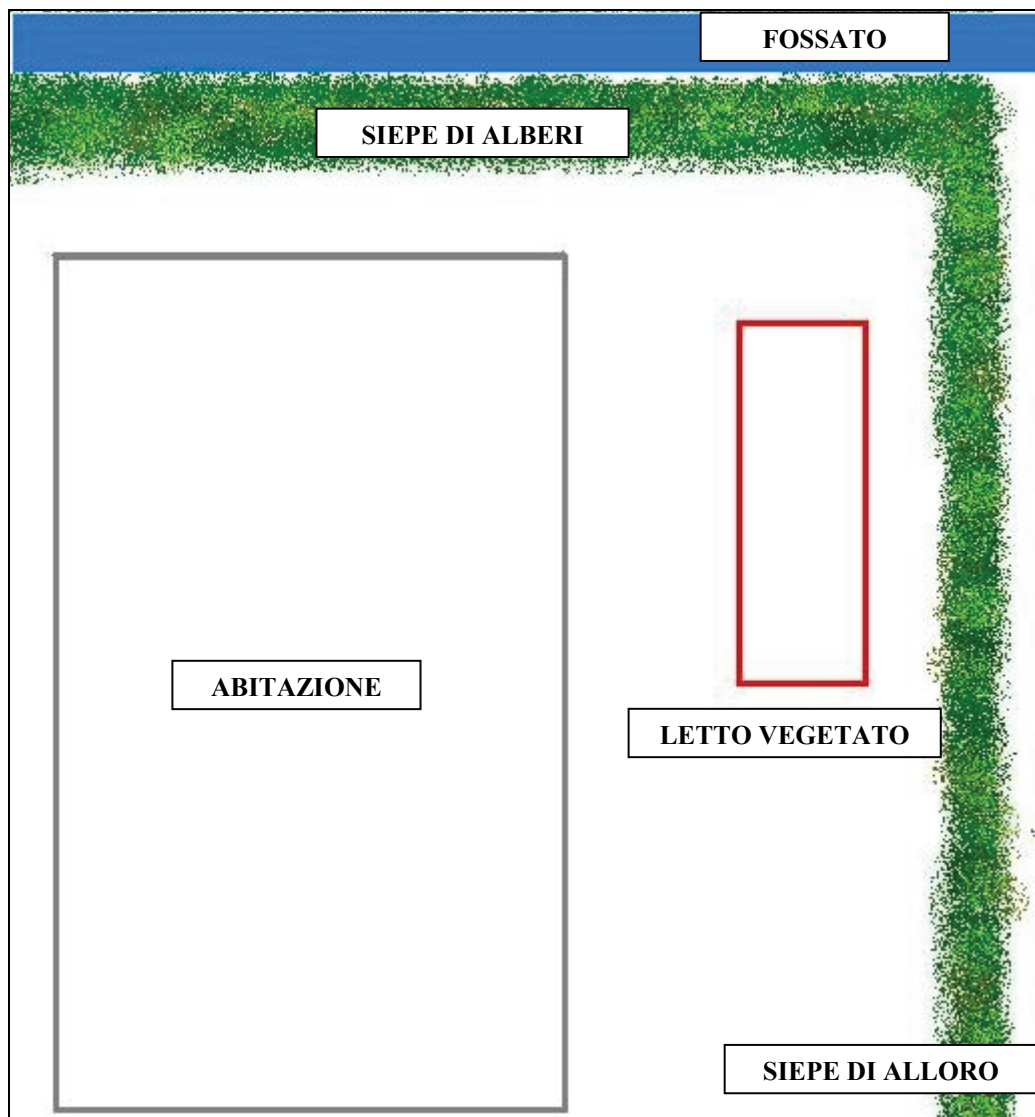 FOSSATO
SIEPE DI ALBERI
ABITAZIONE
LETTO VEGETATO
SIEPE DI ALLORO